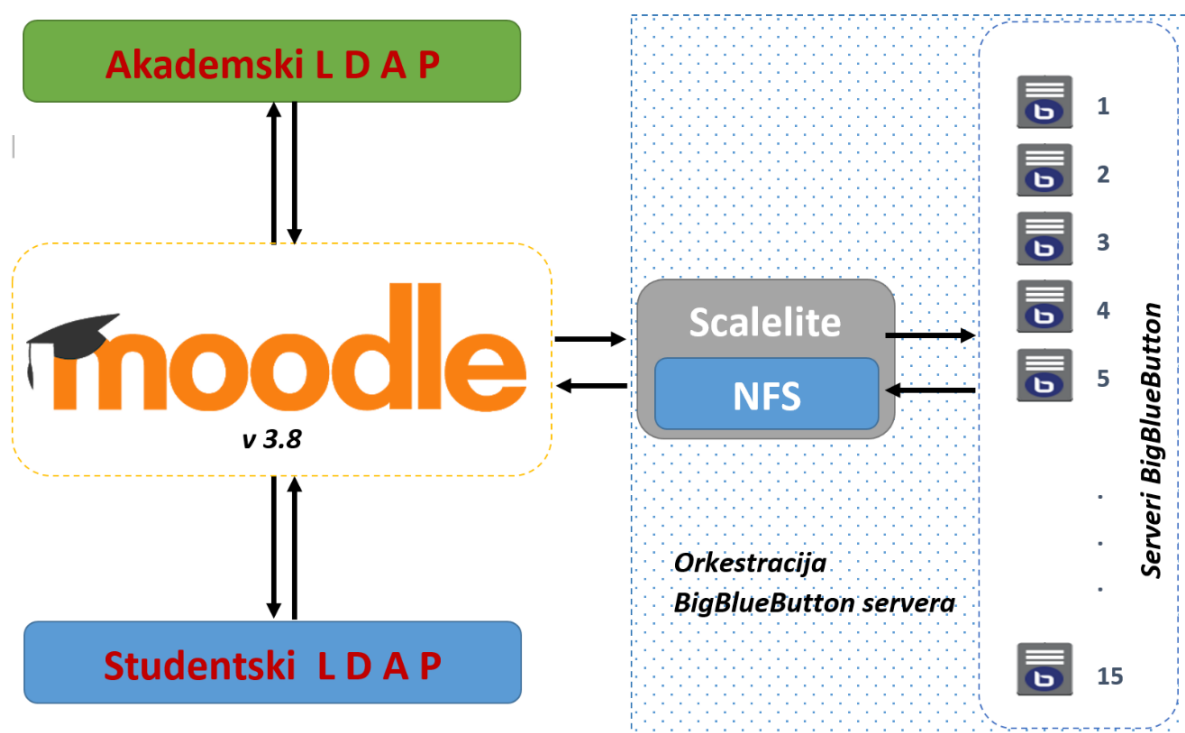 Akademski L D A P
moodle
v 3.8
Studentski L D A P
Scalelite
NFS
Orkestracija
BigBlueButton servera
1
2
3
4
5
.
.
.
15
Serveri BigBlueButton
b
b
b
b
b
b